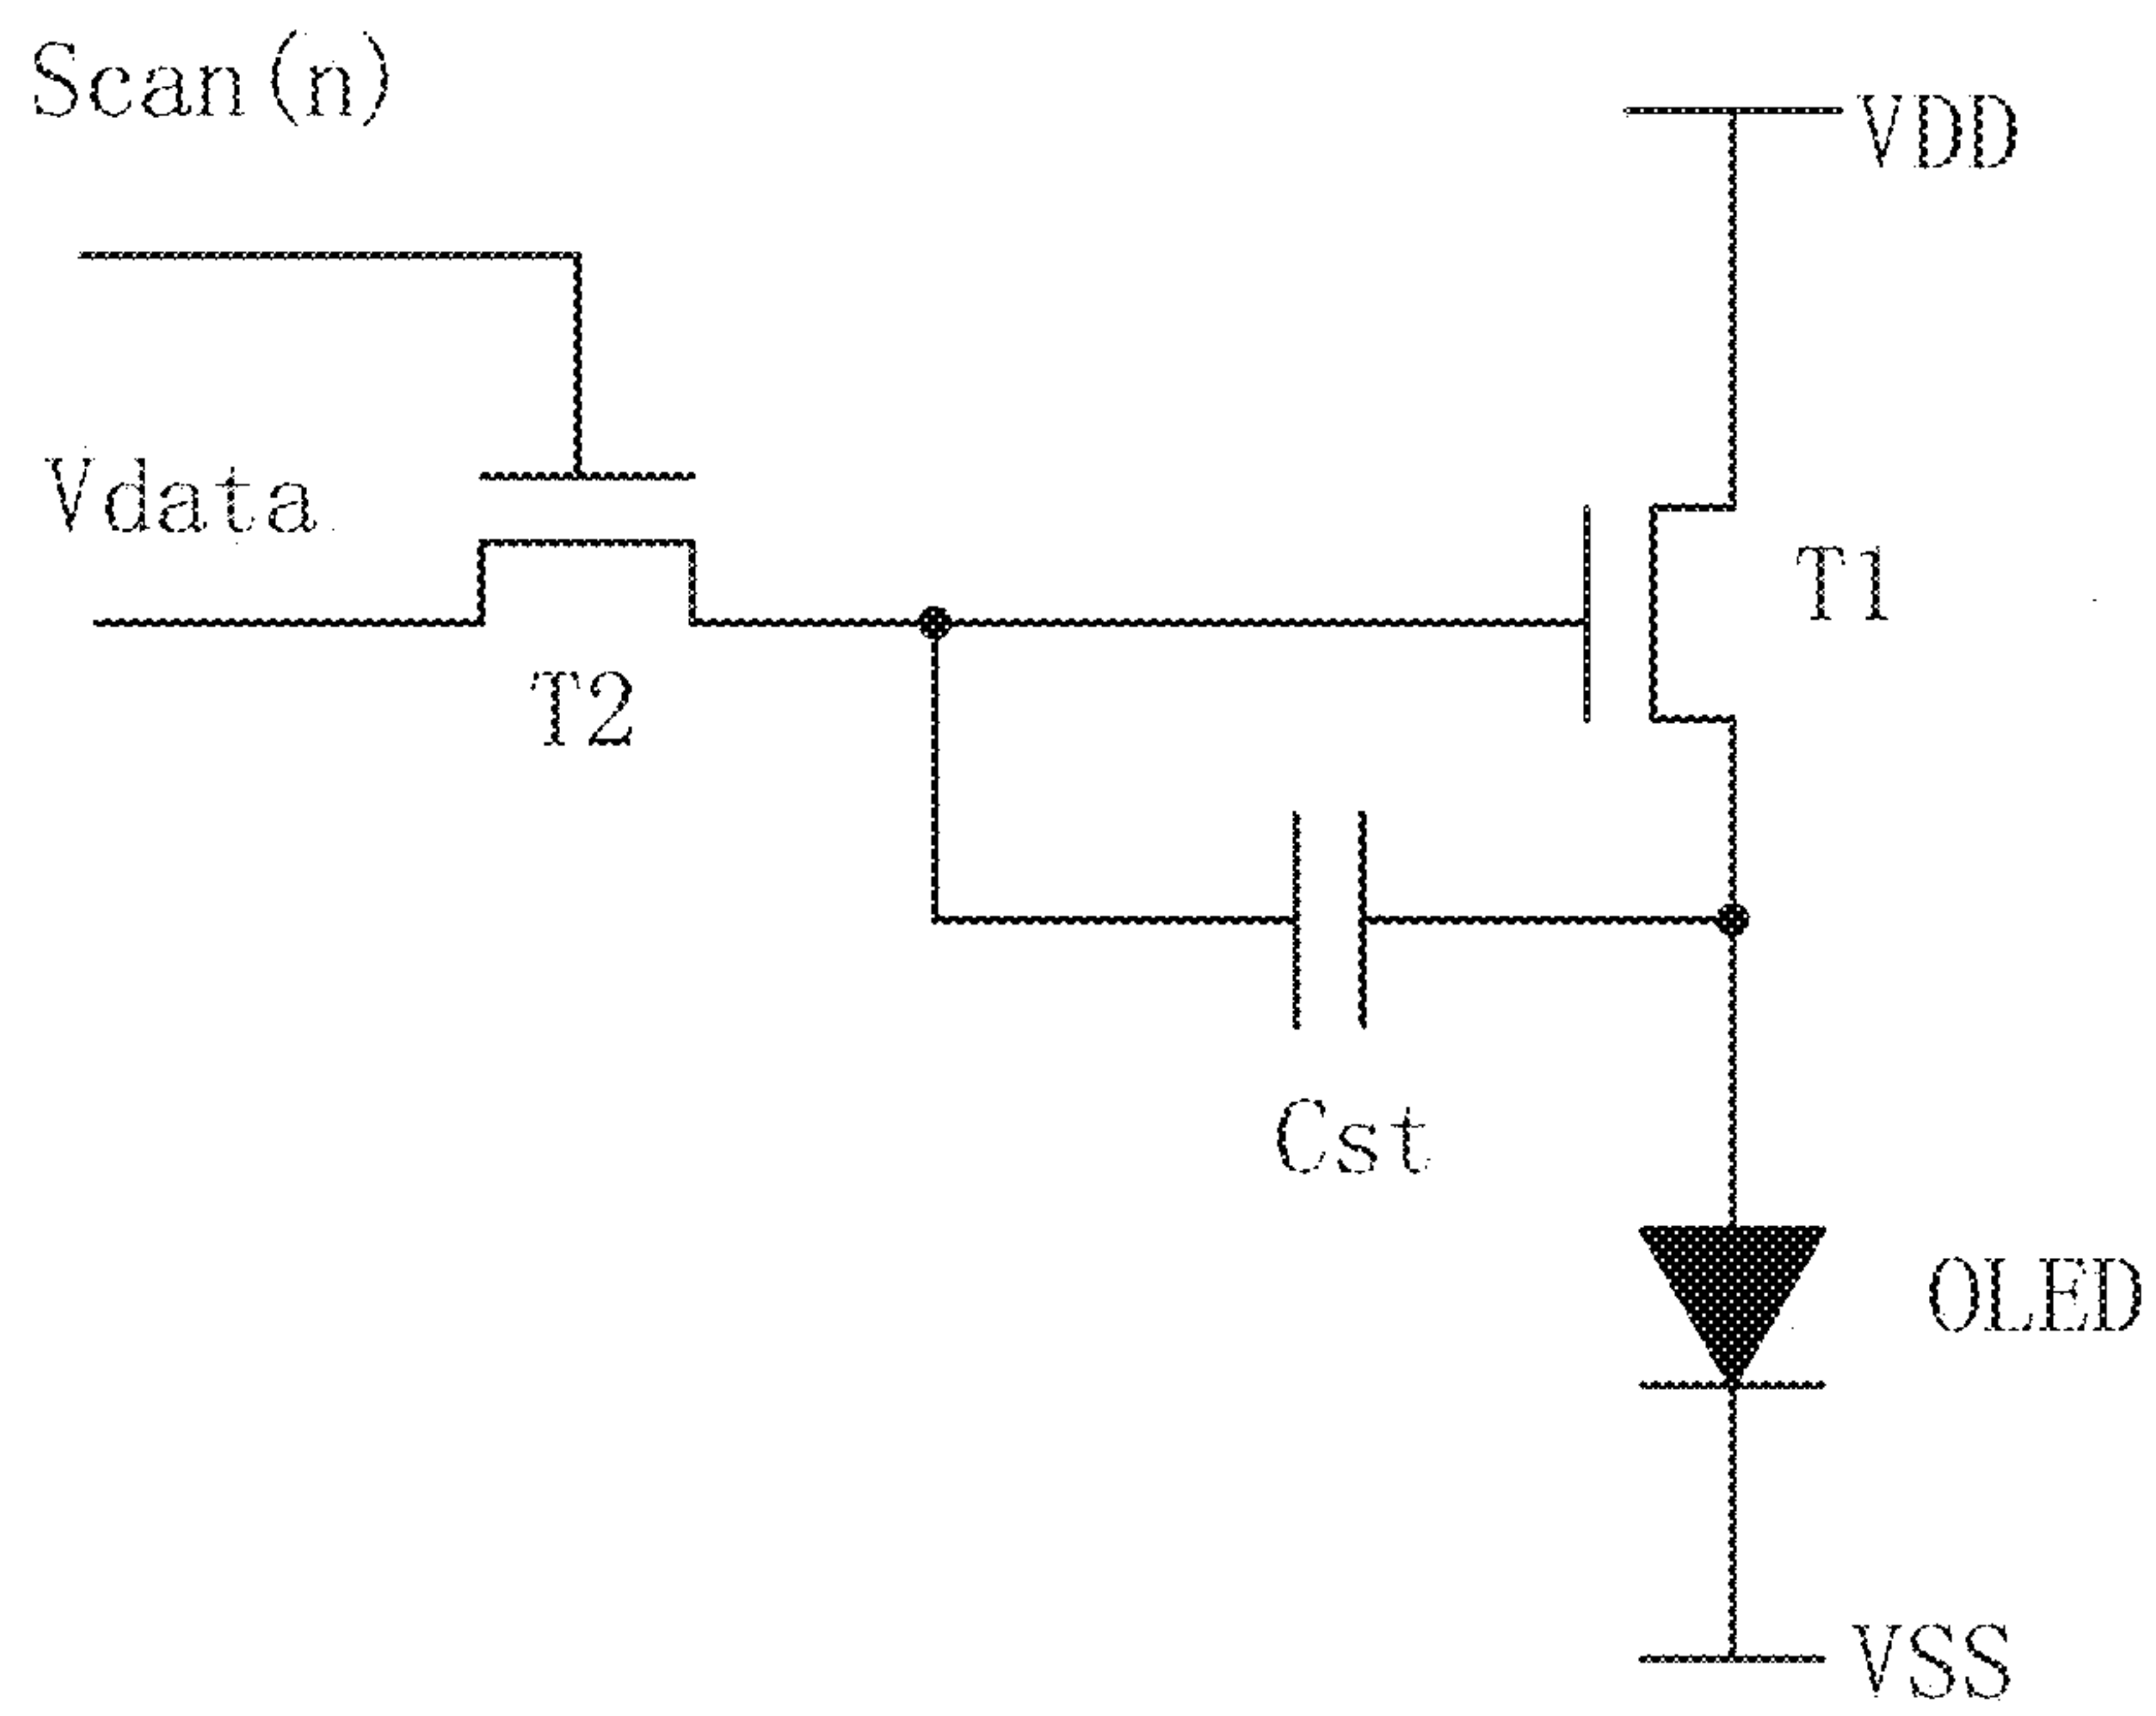 Scan(n)
VDD
Vdata
T1
T2
Cst
OLED
VSS